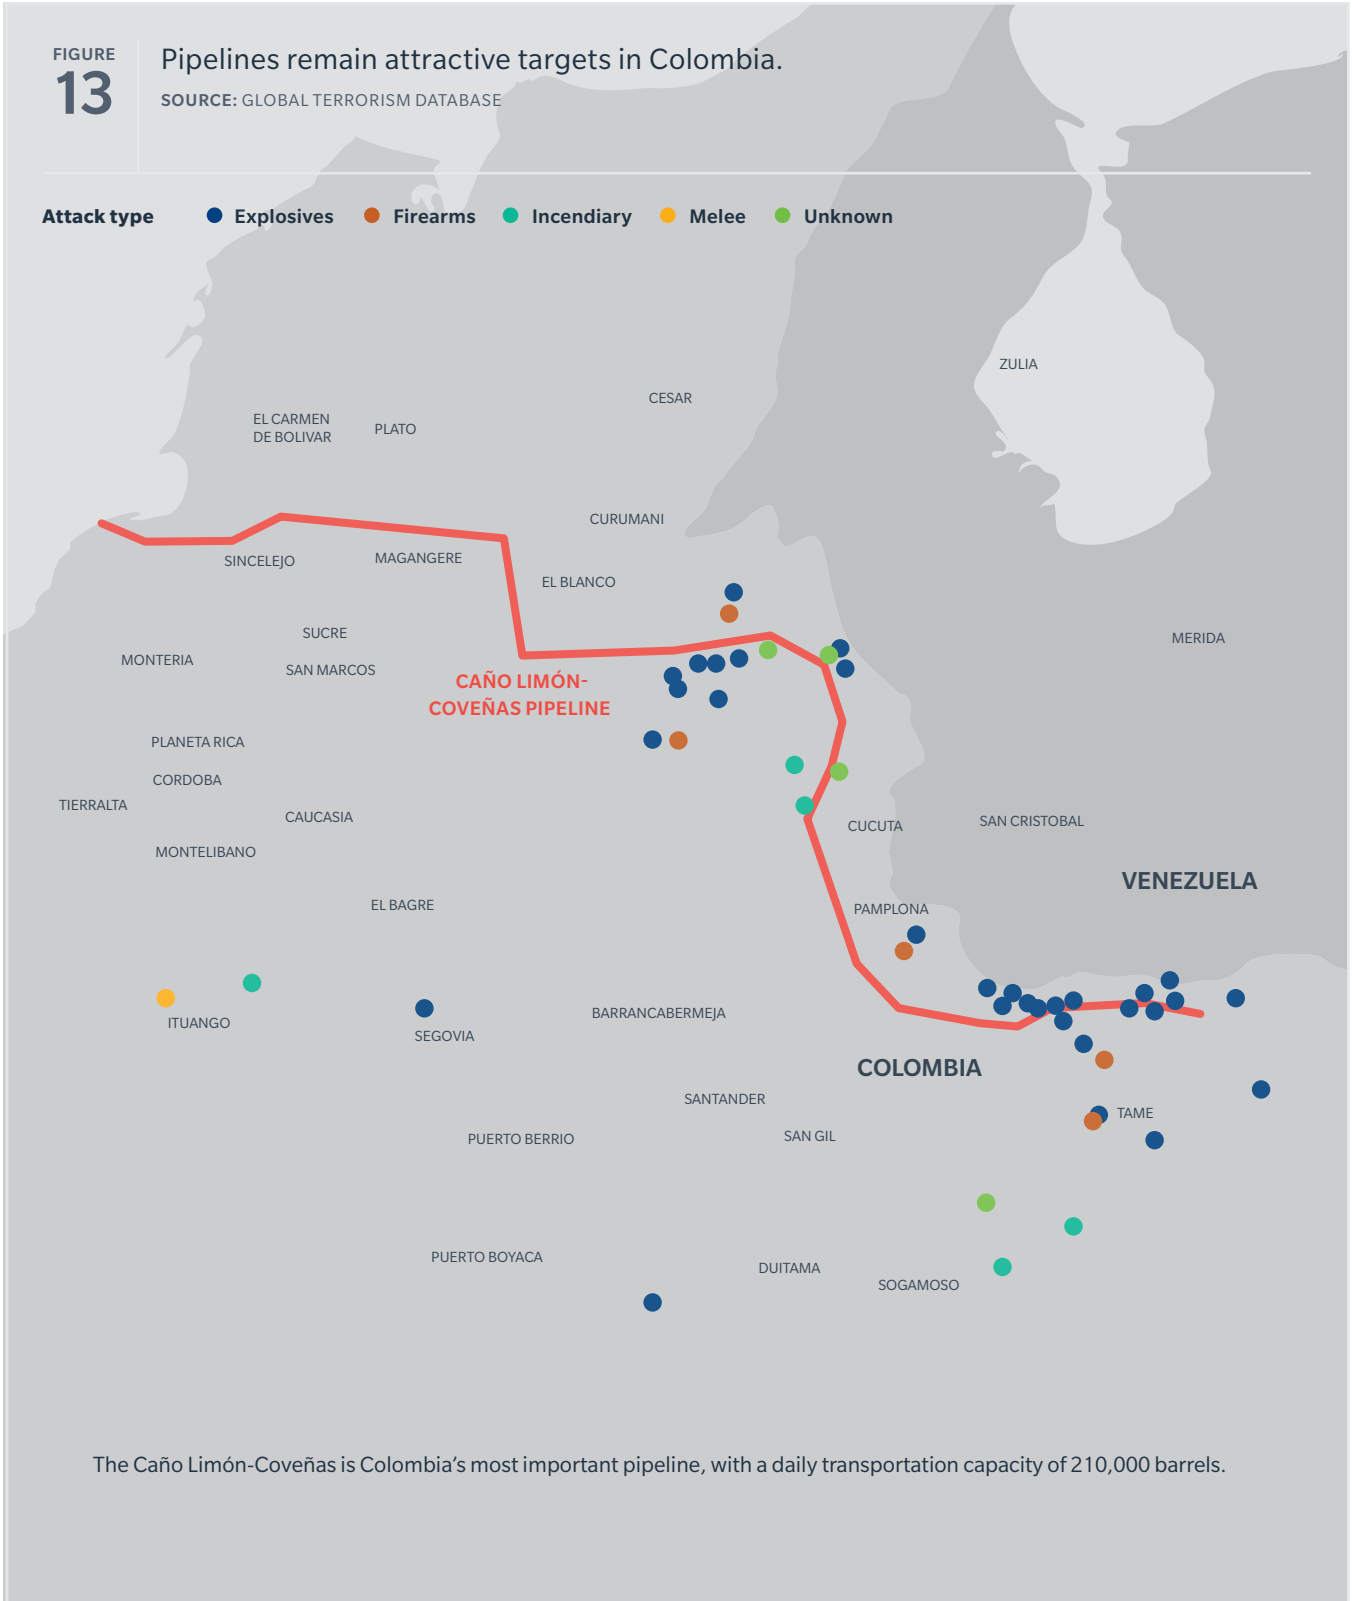 FIGURE
13
Pipelines remain attractive targets in Colombia.
SOURCE: GLOBAL TERRORISM DATABASE
Attack type Explosives Firearms Incendiary Melee Unknown
ZULIA
CESAR
EL CARMEN
DE BOLIVAR
PLATO
CURUMANI
SINCELEJO
MAGANGERE
EL BLANCO
SUCRE
MERIDA
MONTERIA
SAN MARCOS
CAÑO LIMÓN-
COVEÑAS PIPELINE
PLANETA RICA
CORDOBA
TIERRALTA
CAUCASIA
CUCUTA
SAN CRISTOBAL
MONTELIBANO
VENEZUELA
EL BAGRE
PAMPLONA
ITUANGO
BARRANCABERMEJA
SEGOVIA
COLOMBIA
SANTANDER
TAME
PUERTO BERRIO
SAN GIL
PUERTO BOYACA
DUITAMA
SOGAMOSO
The Caño Limón-Coveñas is Colombia’s most important pipeline, with a daily transportation capacity of 210,000 barrels.